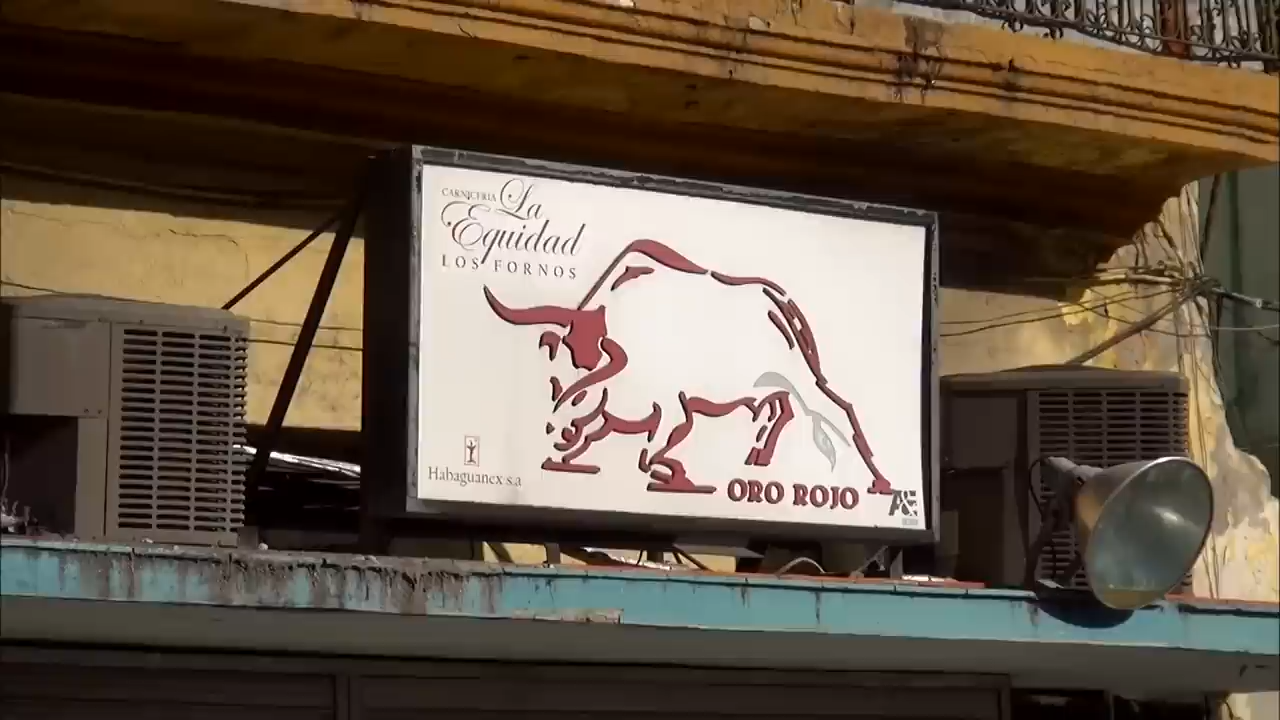 CARNICERIA La
Equidad
LOS FORNOS
Habaguanex s.a
ORO ROJO